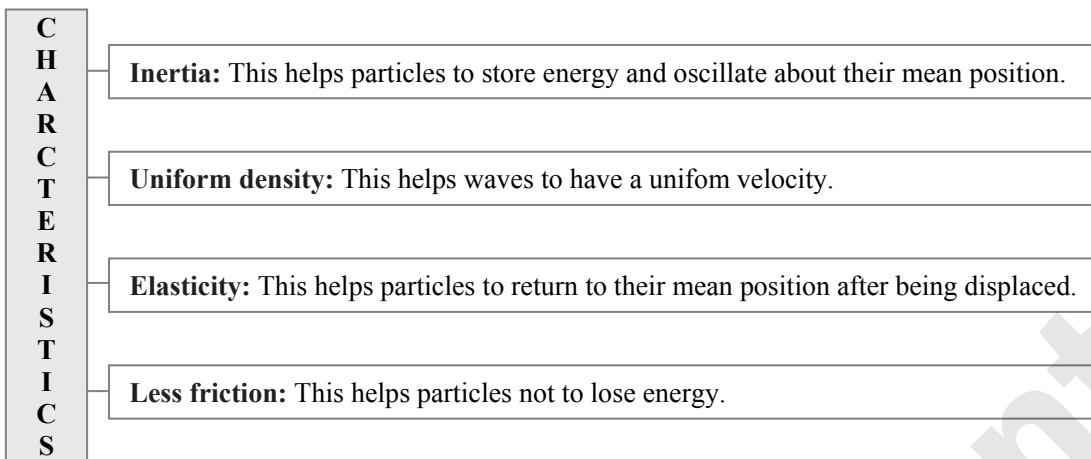 C
H
A
R
C
T
E
R
I
S
T
I
C
S
Inertia: This helps particles to store energy and oscillate about their mean position.
Uniform density: This helps waves to have a unifom velocity.
Elasticity: This helps particles to return to their mean position after being displaced.
Less friction: This helps particles not to lose energy.
nt